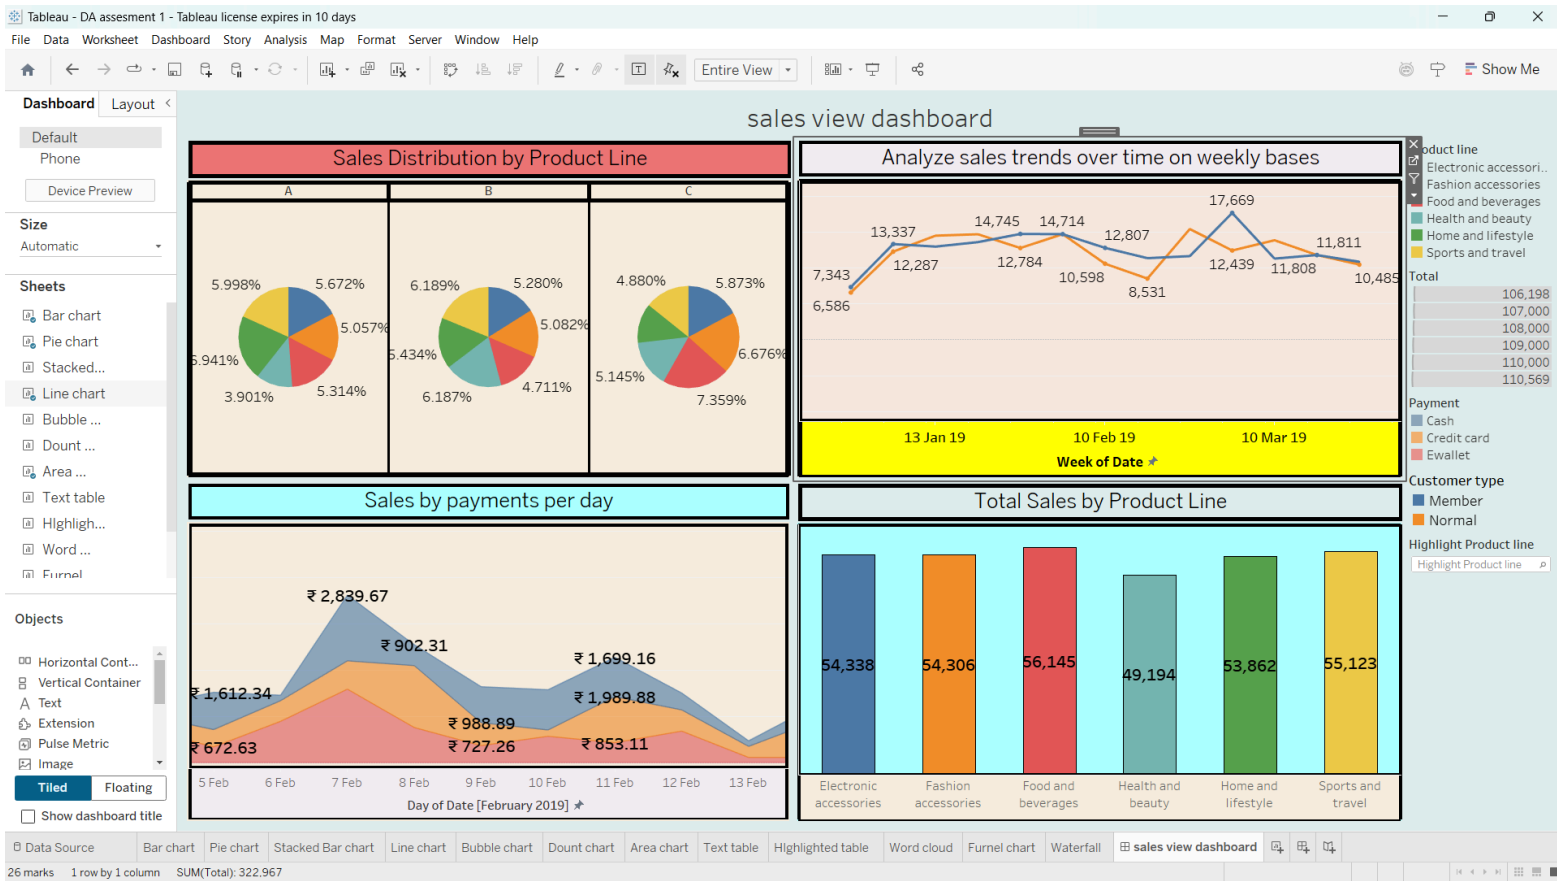 Tableau - DA assesment 1 - Tableau license expires in 10 days
File Data Worksheet Dashboard Story Analysis Map Format Server Window Help
Entire View
Show Me
Dashboard
Layout
Default
Phone
Device Preview
Size
Automatic
Sheets
Bar chart
Pie chart
Stacked...
Line chart
Bubble ...
Dount ...
Area ...
Text table
HIghligh...
Word ...
Furnel
Objects
Horizontal Cont...
Vertical Container
Text
Extension
Pulse Metric
Image
Tiled
Floating
Show dashboard title
sales view dashboard
Sales Distribution by Product Line
A B C
5.998% 5.672%
5.057%
5.941%
3.901% 5.314%
6.189% 5.280%
5.082%
5.434%
6.187% 4.711%
4.880% 5.873%
6.676%
5.145%
7.359%
Analyze sales trends over time on weekly bases
17,669
14,745 14,714
13,337 12,807
11,811
12,287 12,784 12,439 11,808
7,343 10,598 10,485
8,531
6,586
13 Jan 19 10 Feb 19 10 Mar 19
Week of Date
Sales by payments per day
₹ 2,839.67
₹ 902.31
₹ 1,699.16
₹ 1,612.34
₹ 1,989.88
₹ 988.89
₹ 672.63
₹ 727.26
₹ 853.11
5 Feb 6 Feb 7 Feb 8 Feb 9 Feb 10 Feb 11 Feb 12 Feb 13 Feb
Day of Date [February 2019]
Total Sales by Product Line
54,338 54,306 56,145 49,194 53,862 55,123
Electronic Fashion Food and Health and Home and Sports and
accessories accessories beverages beauty lifestyle travel
oduct line
Electronic accessori..
Fashion accessories
Food and beverages
Health and beauty
Home and lifestyle
Sports and travel
Total
106,198
107,000
108,000
109,000
110,000
110,569
Payment
Cash
Credit card
Ewallet
Customer type
Member
Normal
Highlight Product line
Highlight Product line
Data Source Bar chart Pie chart Stacked Bar chart Line chart Bubble chart Dount chart Area chart Text table HIghlighted table Word cloud Furnel chart Waterfall sales view dashboard
26 marks 1 row by 1 column SUM(Total): 322,967